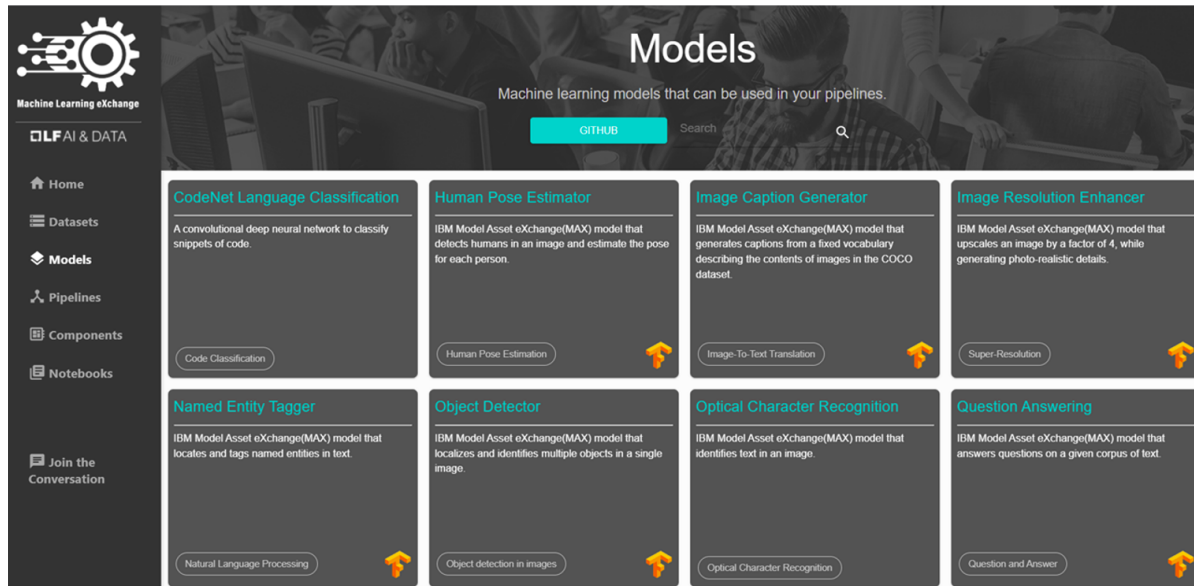 Machine Learning eXchange
LF AI & DATA
Home
Datasets
Models
Pipelines
Components
Notebooks
Join the
Conversation
Models
Machine learning models that can be used in your pipelines.
GITHUB
Search
CodeNet Language Classification
A convolutional deep neural network to classify
snippets of code.
Code Classification
Human Pose Estimator
IBM Model Asset eXchange(MAX) model that
detects humans in an image and estimate the pose
for each person.
Human Pose Estimation
Image Caption Generator
IBM Model Asset eXchange(MAX) model that
generates captions from a fixed vocabulary
describing the contents of images in the COCO
dataset.
Image-To-Text Translation
Image Resolution Enhancer
IBM Model Asset eXchange(MAX) model that
upscales an image by a factor of 4, while
generating photo-realistic details.
Super-Resolution
Named Entity Tagger
IBM Model Asset eXchange(MAX) model that
locates and tags named entities in text.
Natural Language Processing
Object Detector
IBM Model Asset eXchange(MAX) model that
localizes and identifies multiple objects in a single
image.
Object detection in images
Optical Character Recognition
IBM Model Asset eXchange(MAX) model that
identifies text in an image.
Optical Character Recognition
Question Answering
IBM Model Asset eXchange(MAX) model that
answers questions on a given corpus of text.
Question and Answer